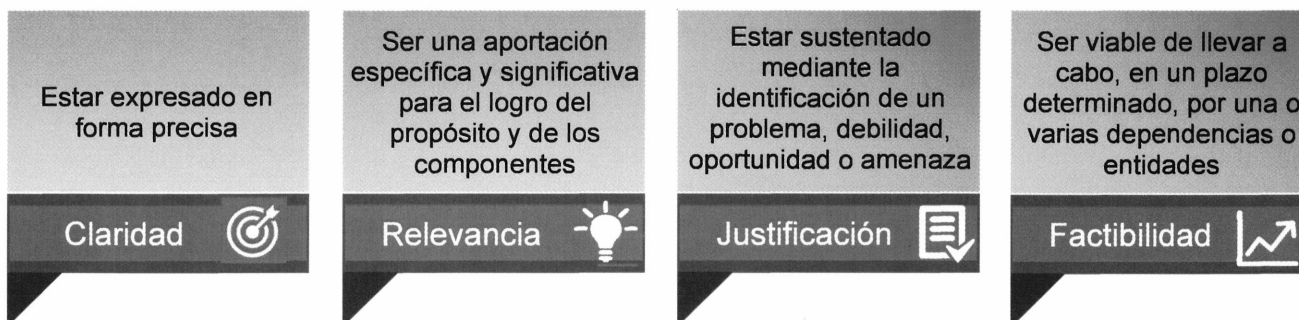 Estar expresado en
forma precisa
Claridad
Ser una aportación
específica y significativa
para el logro del
propósito y de los
componentes
Relevancia
Estar sustentado
mediante la
identificación de un
problema, debilidad,
oportunidad o amenaza
Justificación
Ser viable de llevar a
cabo, en un plazo
determinado, por una o
varias dependencias o
entidades
Factibilidad